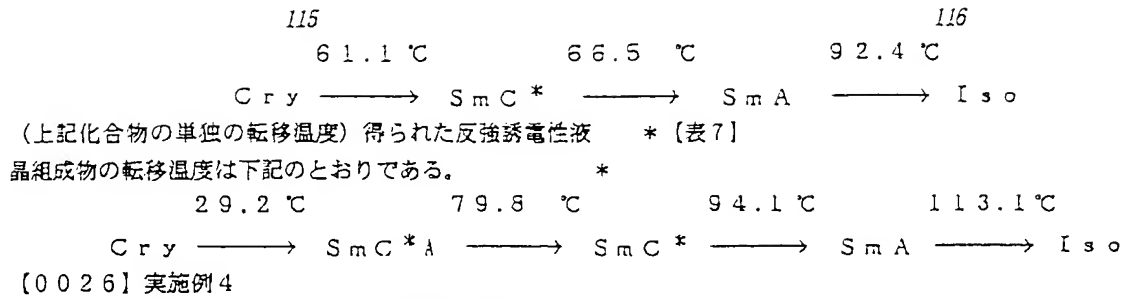 115 116
61.1℃ 66.5 ℃ 92.4℃
Cry ⟶ SmC* ⟶ SmA ⟶ Iso
(上記化合物の単独の転移温度)得られた反強誘電性液 *【表7】
晶組成物の転移温度は下記のとおりである。 *
29.2℃ 79.8 ℃ 94.1℃ 113.1℃
Cry ⟶ SmC*A ⟶ SmC* ⟶ SmA ⟶ Iso
【0026】実施例4